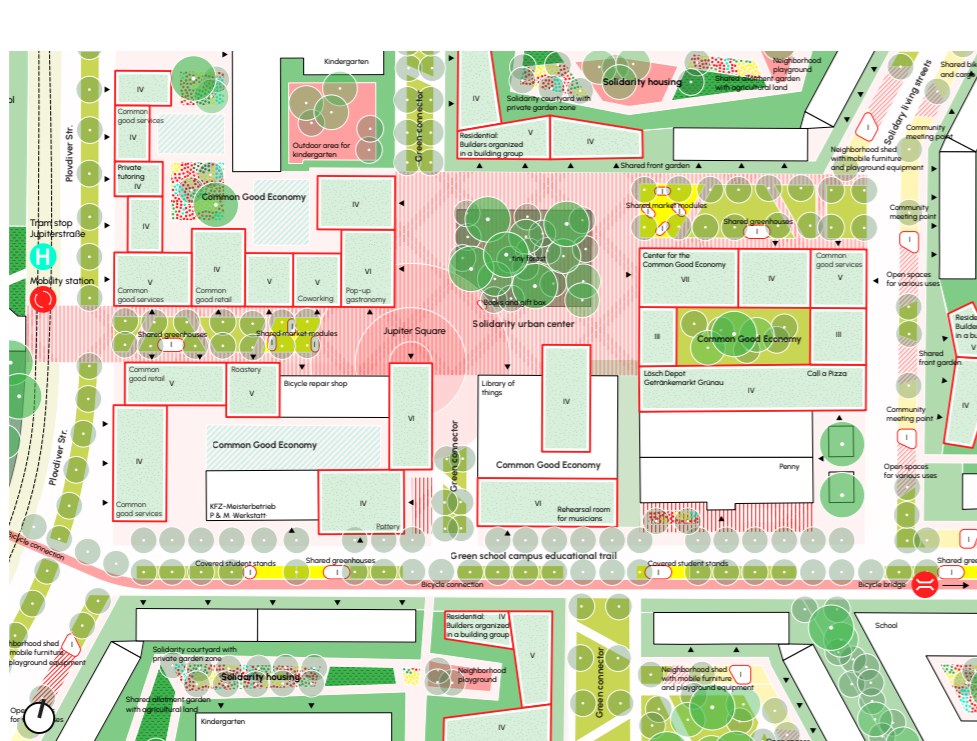 Kindergarten
Solidarity housing
Neighborhood
playground
Shared allotment garden
with agricultural land
Solidarity courtyard with
private garden zone
Solidary living streets
IV
IV
Common
good services
IV
Plovdiver Str.
Private
tutoring
IV
Outdoor area for
kindergarten
Green connector
Residential:
Builders organized
in a building group
V
IV
Shared front garden
Community
meeting point
Neighborhood shed
with mobile furniture
and playground equipment
I
Common Good Economy
IV
IV
Shared market modules
I
I
I
I
Shared greenhouses
I
Community
meeting point
I
Tram stop
Jupiterstraße
H
Mobility station
IV
VI
V
V
V
Common
good services
Common
good retail
Coworking
Pop-up
gastronomy
tiny forest
Books and gift box
Center for the
Common Good Economy
VII
IV
Common
good services
V
Open spaces
for various uses
Shared greenhouses
I
Shared market modules
I
I
I
Jupiter Square
Solidarity urban center
III
Common Good Economy
III
V
Shared
front garden
Common
good retail
V
Roastery
V
Bicycle repair shop
VI
Library of
things
IV
Lösch Depot
Getränkemarkt Grünau
Call a Pizza
IV
IV
Community
meeting point
I
Plovdiver Str.
IV
Common
good services
Common Good Economy
KFZ-Meisterbetrieb
P & M Werkstatt
IV
Pottery
Green connector
Common Good Economy
VI
Rehearsal room
for musicians
Penny
Open spaces
for various uses
I
Bicycle connection
Green school campus educational trail
Covered student stands
I
Shared greenhouses
I
Covered student stands
I
I
Bicycle connection
Bicycle bridge
mobile furniture
playground equipment
I
Solidarity courtyard with
private garden zone
Solidarity housing
Shared allotment garden
with agricultural land
Kindergarten
Residential:
Builders organized
in a building group
IV
V
Neighborhood
playground
IV
Green connector
Neighborhood shed
with mobile furniture
and playground equipment
I
School